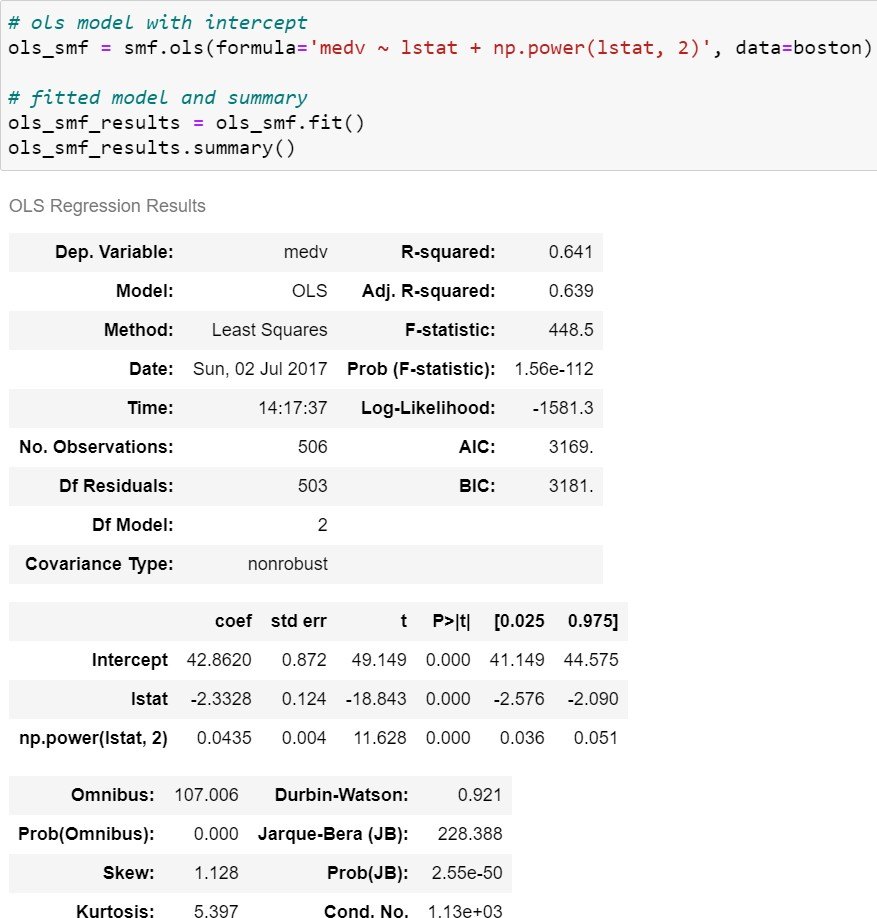 # ols model with intercept
ols_smf = smf.ols(formula='medv ~ lstat + np.power(lstat, 2)', data=boston)
# fitted model and summary
ols_smf_results = ols_smf.fit()
ols_smf_results.summary()
OLS Regression Results
Dep. Variable: medv R-squared: 0.641
Model: OLS Adj. R-squared: 0.639
Method: Least Squares F-statistic: 448.5
Date: Sun, 02 Jul 2017 Prob (F-statistic): 1.56e-112
Time: 14:17:37 Log-Likelihood: -1581.3
No. Observations: 506 AIC: 3169.
Df Residuals: 503 BIC: 3181.
Df Model: 2
Covariance Type: nonrobust
coef std err t P>|t| [0.025 0.975]
Intercept 42.8620 0.872 49.149 0.000 41.149 44.575
lstat -2.3328 0.124 -18.843 0.000 -2.576 -2.090
np.power(lstat, 2) 0.0435 0.004 11.628 0.000 0.036 0.051
Omnibus: 107.006 Durbin-Watson: 0.921
Prob(Omnibus): 0.000 Jarque-Bera (JB): 228.388
Skew: 1.128 Prob(JB): 2.55e-50
Kurtosis: 5.397 Cond. No. 1.13e+03